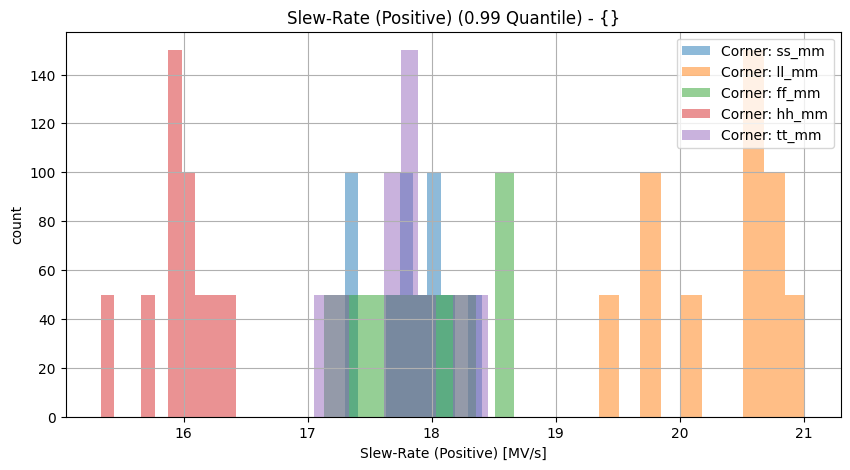 Slew-Rate (Positive) (0.99 Quantile) - {}
Corner: ss_mm
Corner: ll_mm
Corner: ff_mm
Corner: hh_mm
Corner: tt_mm
count
140
120
100
80
60
40
20
0
16
17
18
19
20
21
Slew-Rate (Positive) [MV/s]